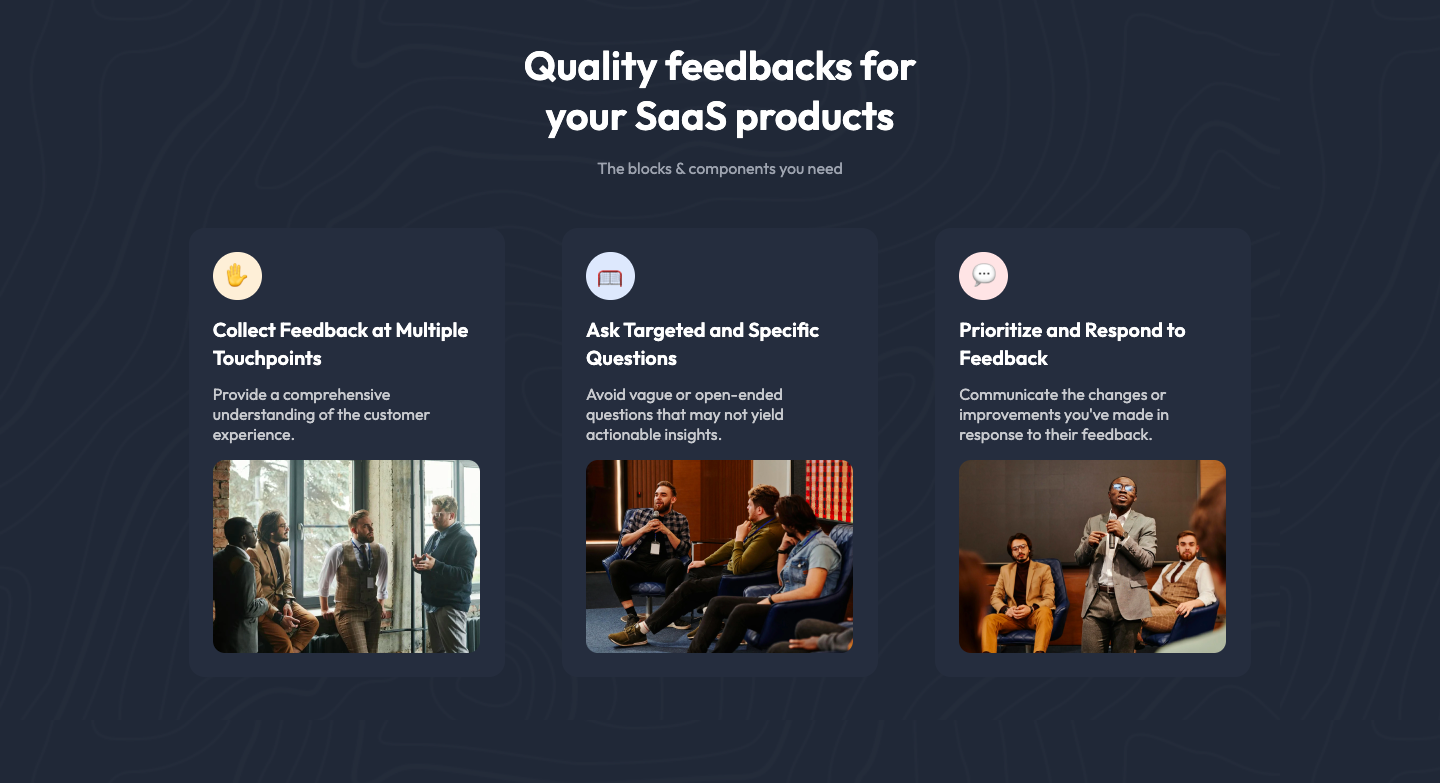 Quality feedbacks for
your SaaS products
The blocks & components you need
Collect Feedback at Multiple
Touchpoints
Provide a comprehensive
understanding of the customer
experience.
Ask Targeted and Specific
Questions
Avoid vague or open-ended
questions that may not yield
actionable insights.
Prioritize and Respond to
Feedback
Communicate the changes or
improvements you've made in
response to their feedback.